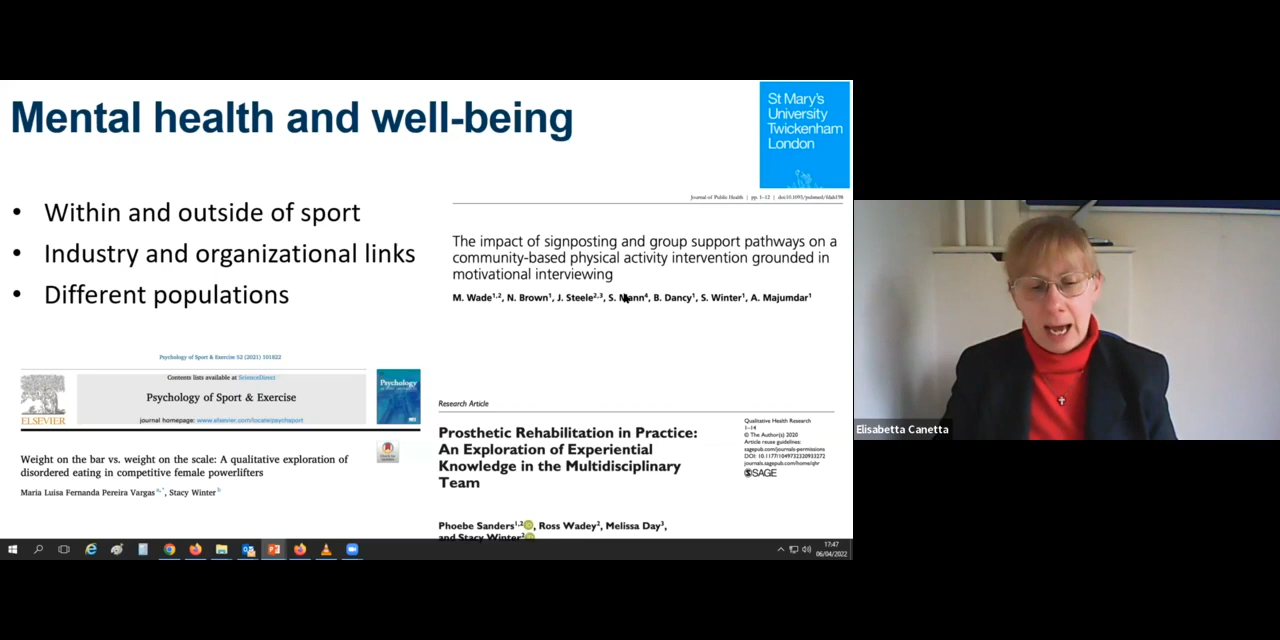 Mental health and well-being
St Mary's
University
Twickenham
London
• Within and outside of sport
• Industry and organizational links
• Different populations
Journal of Public Health | pp. 1–12 | doi:10.1093/pubmed/fdab198
The impact of signposting and group support pathways on a
community-based physical activity intervention grounded in
motivational interviewing
M. Wade1,2, N. Brown1, J. Steele2,3, S. Mann4, B. Dancy1, S. Winter1, A. Majumdar1
Psychology of Sport & Exercise 52 (2021) 101822
Contents lists available at ScienceDirect
Psychology of Sport & Exercise
journal homepage: www.elsevier.com/locate/psychsport
ELSEVIER
Psychology
Weight on the bar vs. weight on the scale: A qualitative exploration of
disordered eating in competitive female powerlifters
Maria Luisa Fernanda Pereira Vargas a,*, Stacy Winter b
Research Article
Prosthetic Rehabilitation in Practice:
An Exploration of Experiential
Knowledge in the Multidisciplinary
Team
Qualitative Health Research
1–14
© The Author(s) 2020
Article reuse guidelines:
sagepub.com/journals-permissions
DOI: 10.1177/1049732320933272
journals.sagepub.com/home/qhr
SAGE
Phoebe Sanders1,2, Ross Wadey2, Melissa Day3,
and Stacy Winter2
17:47
06/04/2022
Elisabetta Canetta